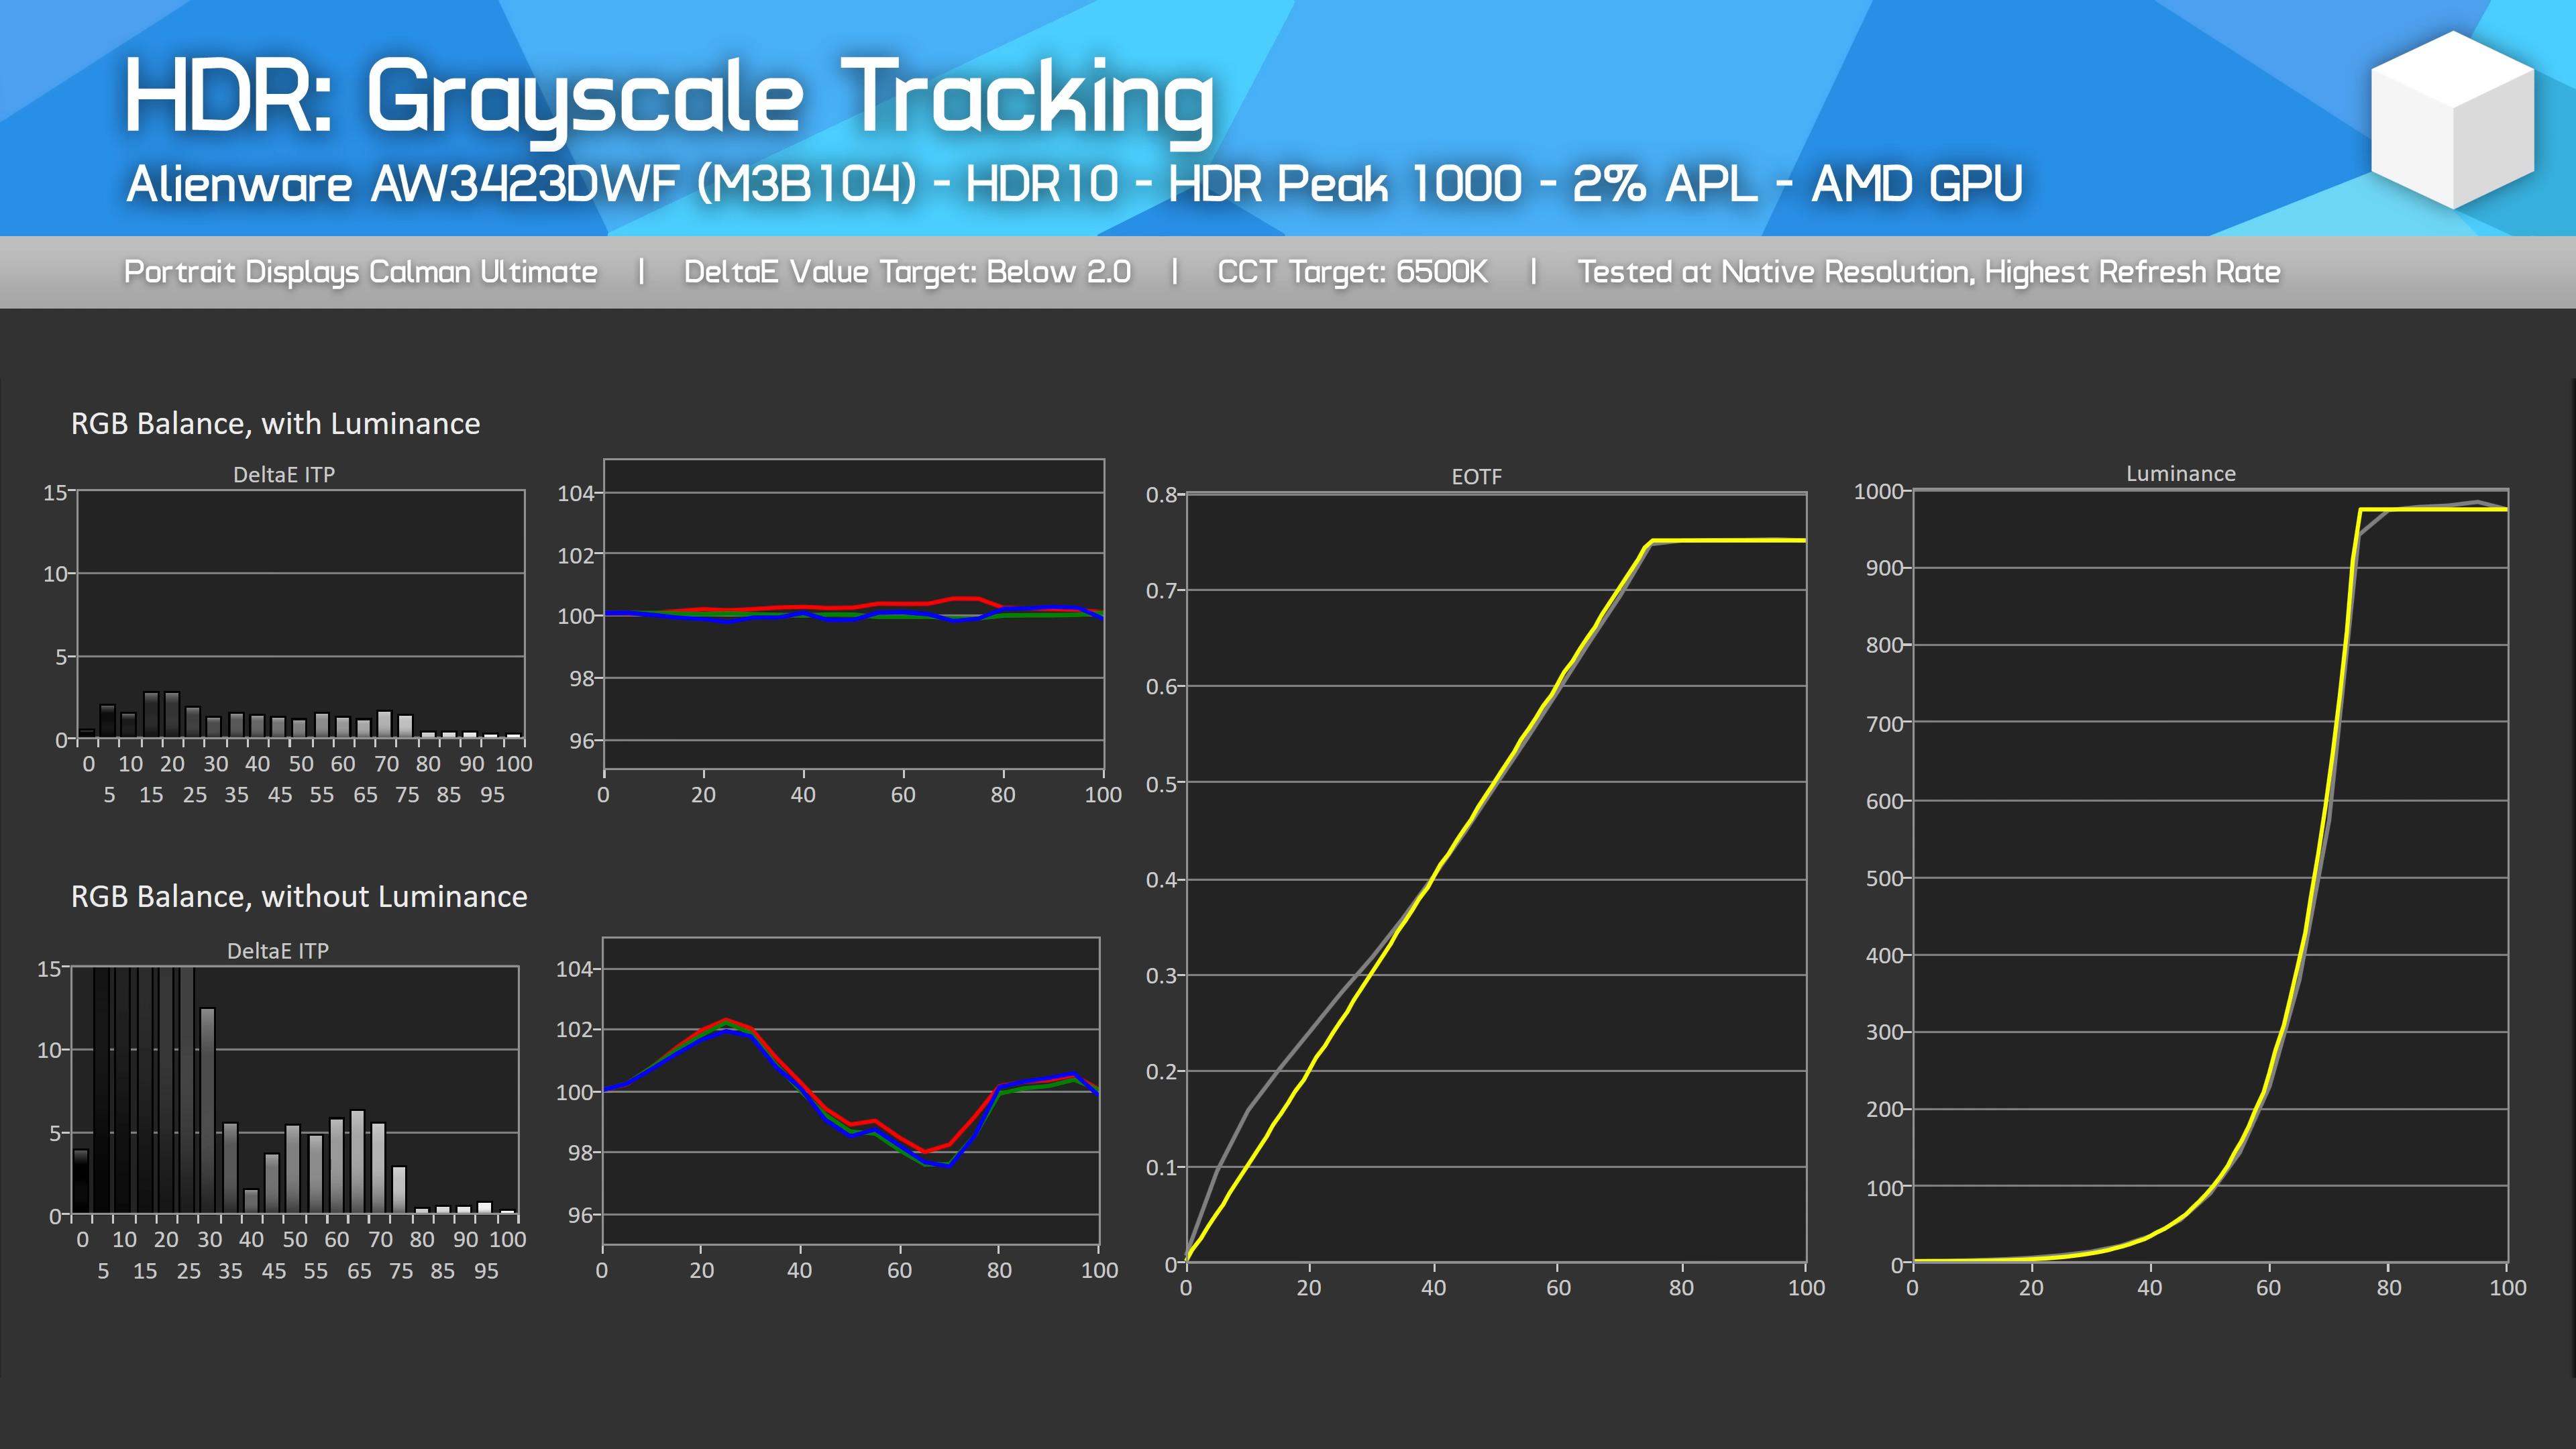 HDR: Grayscale Tracking
Alienware AW3423DWF (M3B104) - HDR10 - HDR Peak 1000 - 2% APL - AMD GPU
Portrait Displays Calman Ultimate | DeltaE Value Target: Below 2.0 | CCT Target: 6500K | Tested at Native Resolution, Highest Refresh Rate
RGB Balance, with Luminance
DeltaE ITP
15
10
5
0
0 10 20 30 40 50 60 70 80 90 100
5 15 25 35 45 55 65 75 85 95
104
102
100
98
96
0 20 40 60 80 100
RGB Balance, without Luminance
DeltaE ITP
15
10
5
0
0 10 20 30 40 50 60 70 80 90 100
5 15 25 35 45 55 65 75 85 95
104
102
100
98
96
0 20 40 60 80 100
EOTF
0.8
0.7
0.6
0.5
0.4
0.3
0.2
0.1
0
0 20 40 60 80 100
Luminance
1000
900
800
700
600
500
400
300
200
100
0
0 20 40 60 80 100